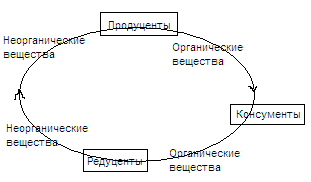 Продуценты
Неорганические
вещества
Органические
вещества
Консументы
Неорганические
вещества
Редуценты
Органические
вещества